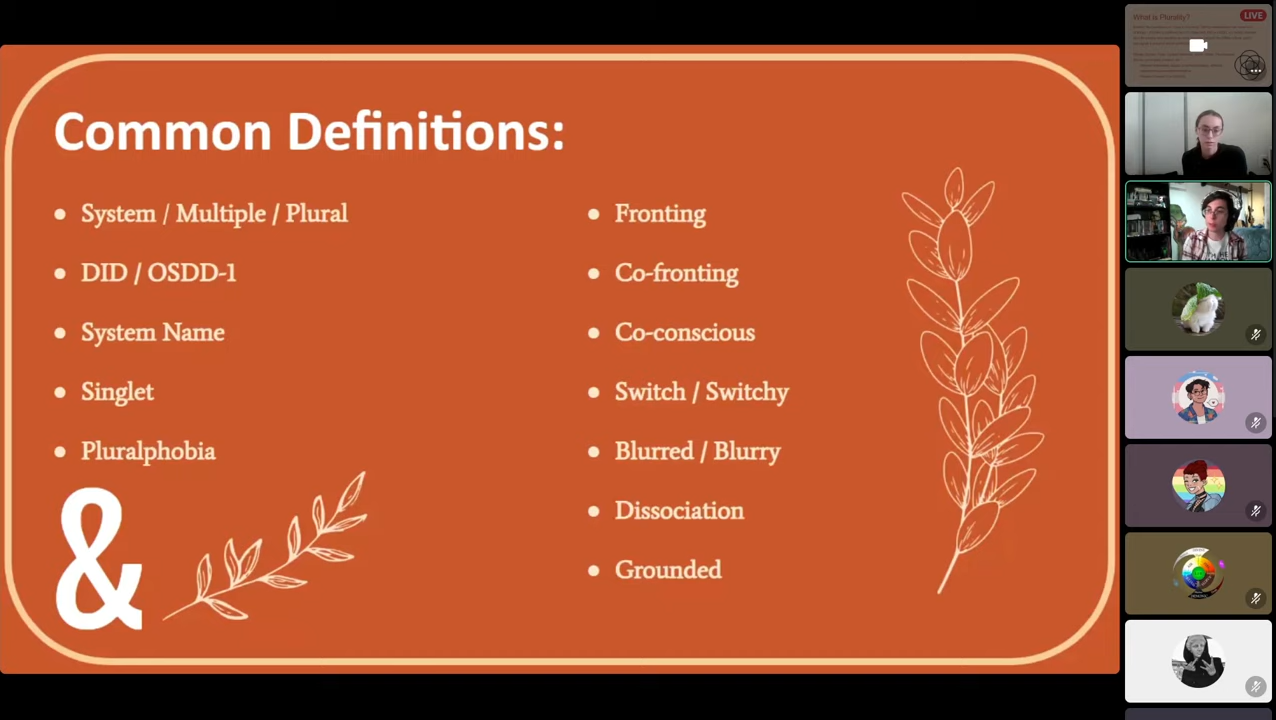 Common Definitions:
System / Multiple / Plural
DID / OSDD-1
System Name
Singlet
Pluralphobia
&
Fronting
Co-fronting
Co-conscious
Switch / Switchy
Blurred / Blurry
Dissociation
Grounded
What is Plurality?
LIVE